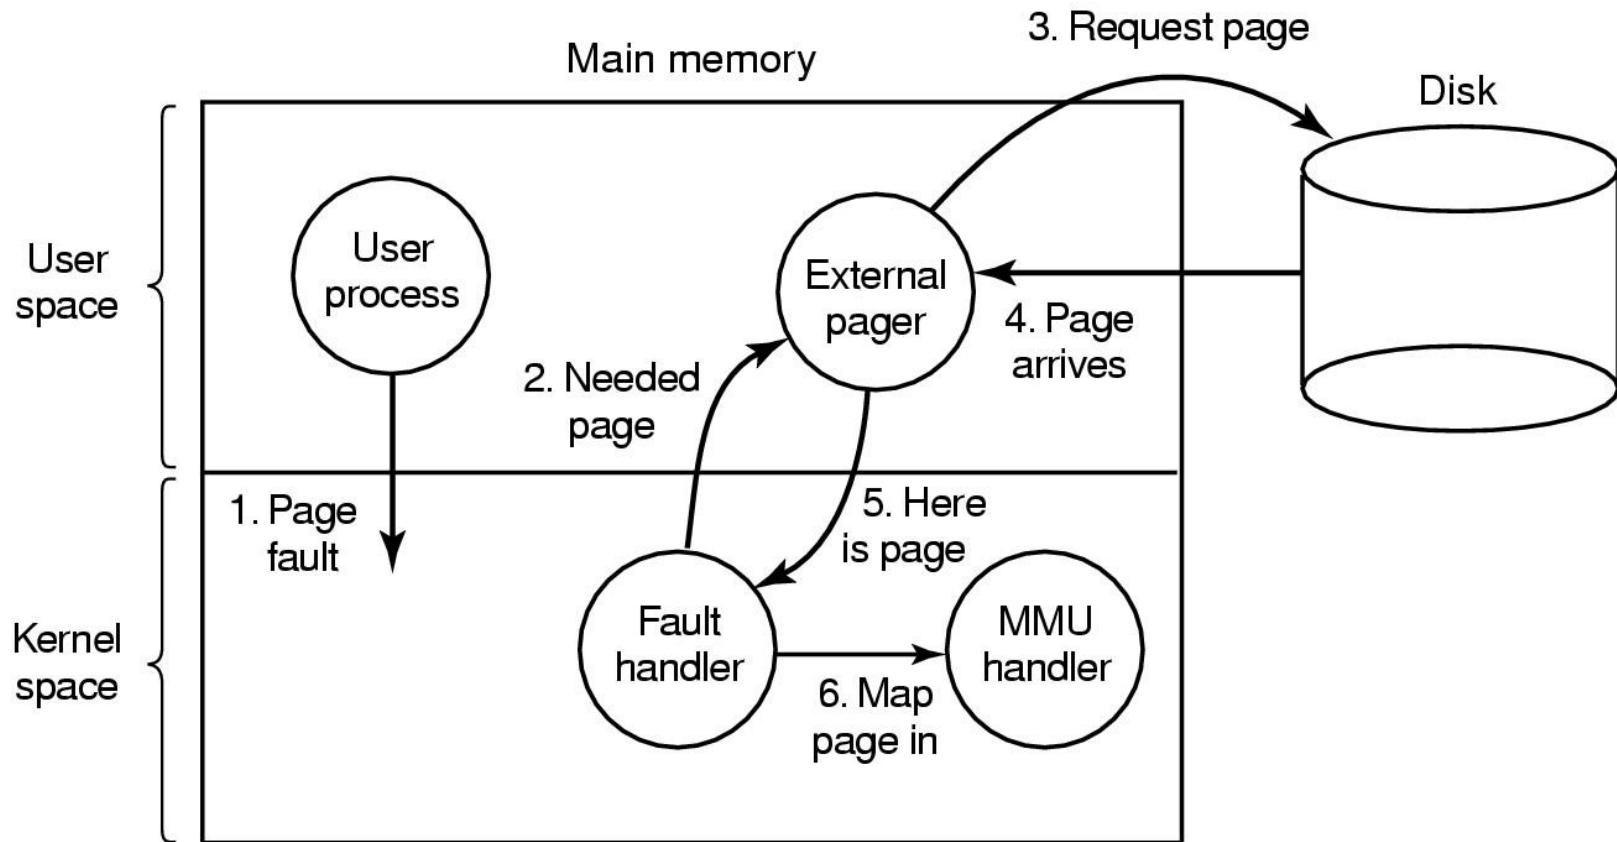 3. Request page
Main memory
Disk
User
space
User
process
External
pager
4. Page
arrives
2. Needed
page
1. Page
fault
5. Here
is page
Kernel
space
Fault
handler
MMU
handler
6. Map
page in